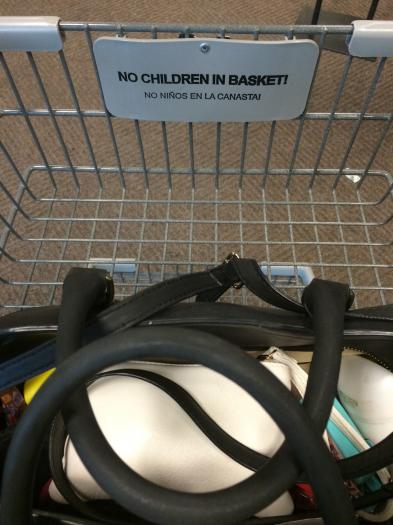 NO CHILDREN IN BASKET!
NO NIÑOS EN LA CANASTA!